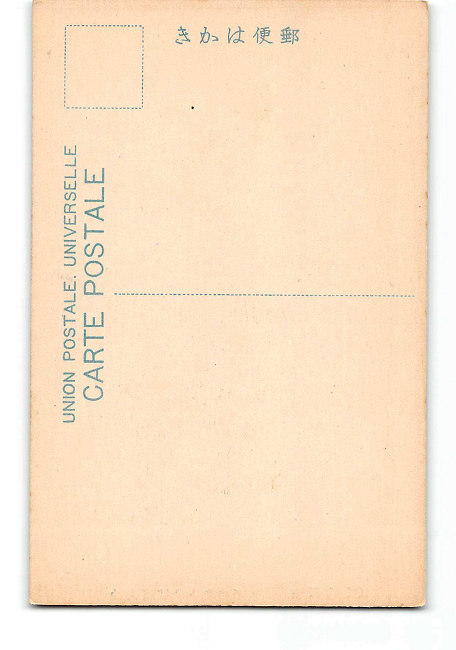 郵便はかき
UNION POSTALE. UNIVERSELLE
CARTE POSTALE